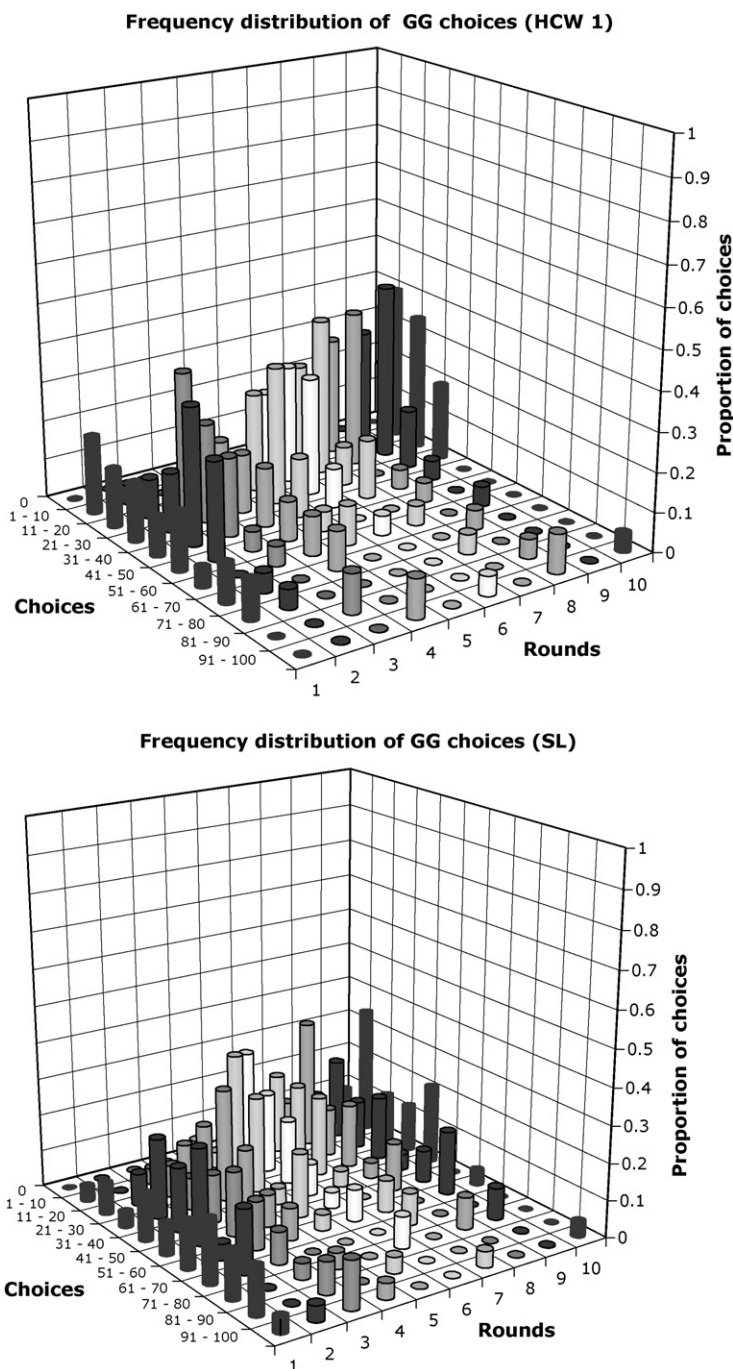 Frequency distribution of  GG choices (HCW 1)
1
0.9
0.8
0.7
0.6
0.5
0.4
0.3
0.2
0.1
0
Proportion of choices
0
1 - 10
11 - 20
21 - 30
31 - 40
41 - 50
51 - 60
61 - 70
71 - 80
81 - 90
91 - 100
Choices
1
2
3
4
5
6
7
8
9
10
Rounds
Frequency distribution of GG choices (SL)
1
0.9
0.8
0.7
0.6
0.5
0.4
0.3
0.2
0.1
0
Proportion of choices
0
1 - 10
11 - 20
21 - 30
31 - 40
41 - 50
51 - 60
61 - 70
71 - 80
81 - 90
91 - 100
Choices
1
2
3
4
5
6
7
8
9
10
Rounds